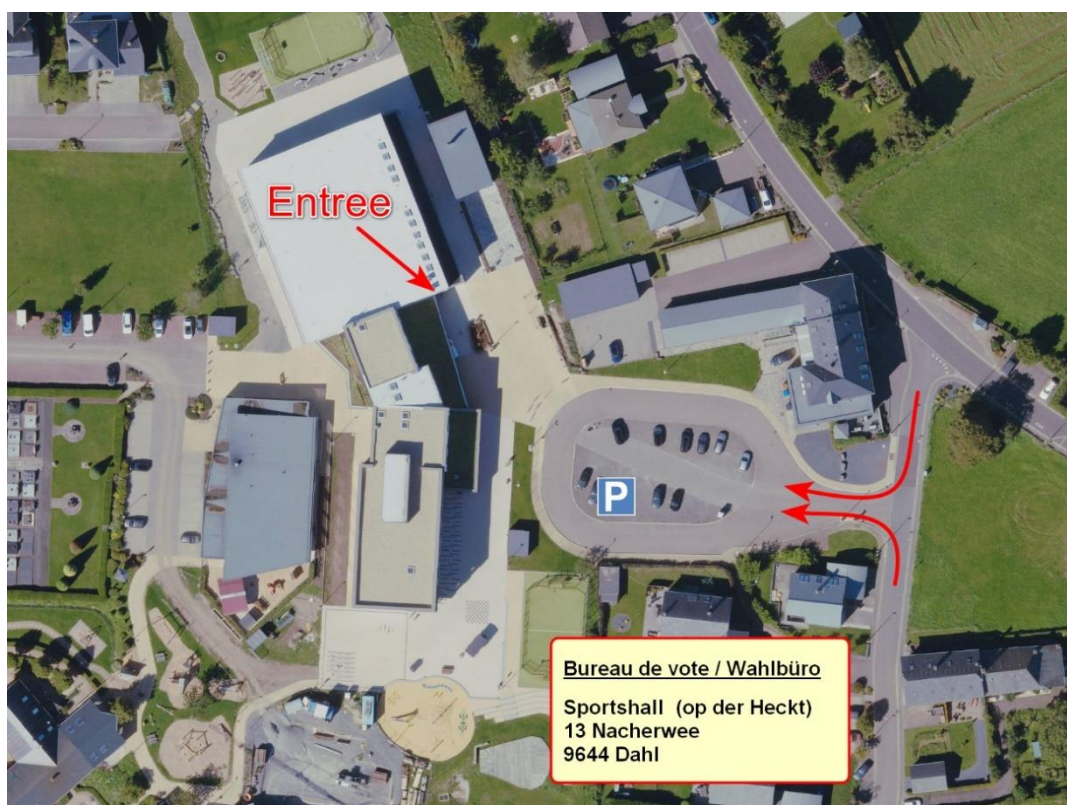 Entree
P
Bureau de vote / Wahlbüro
Sportshall (op der Heckt)
13 Nacherwee
9644 Dahl